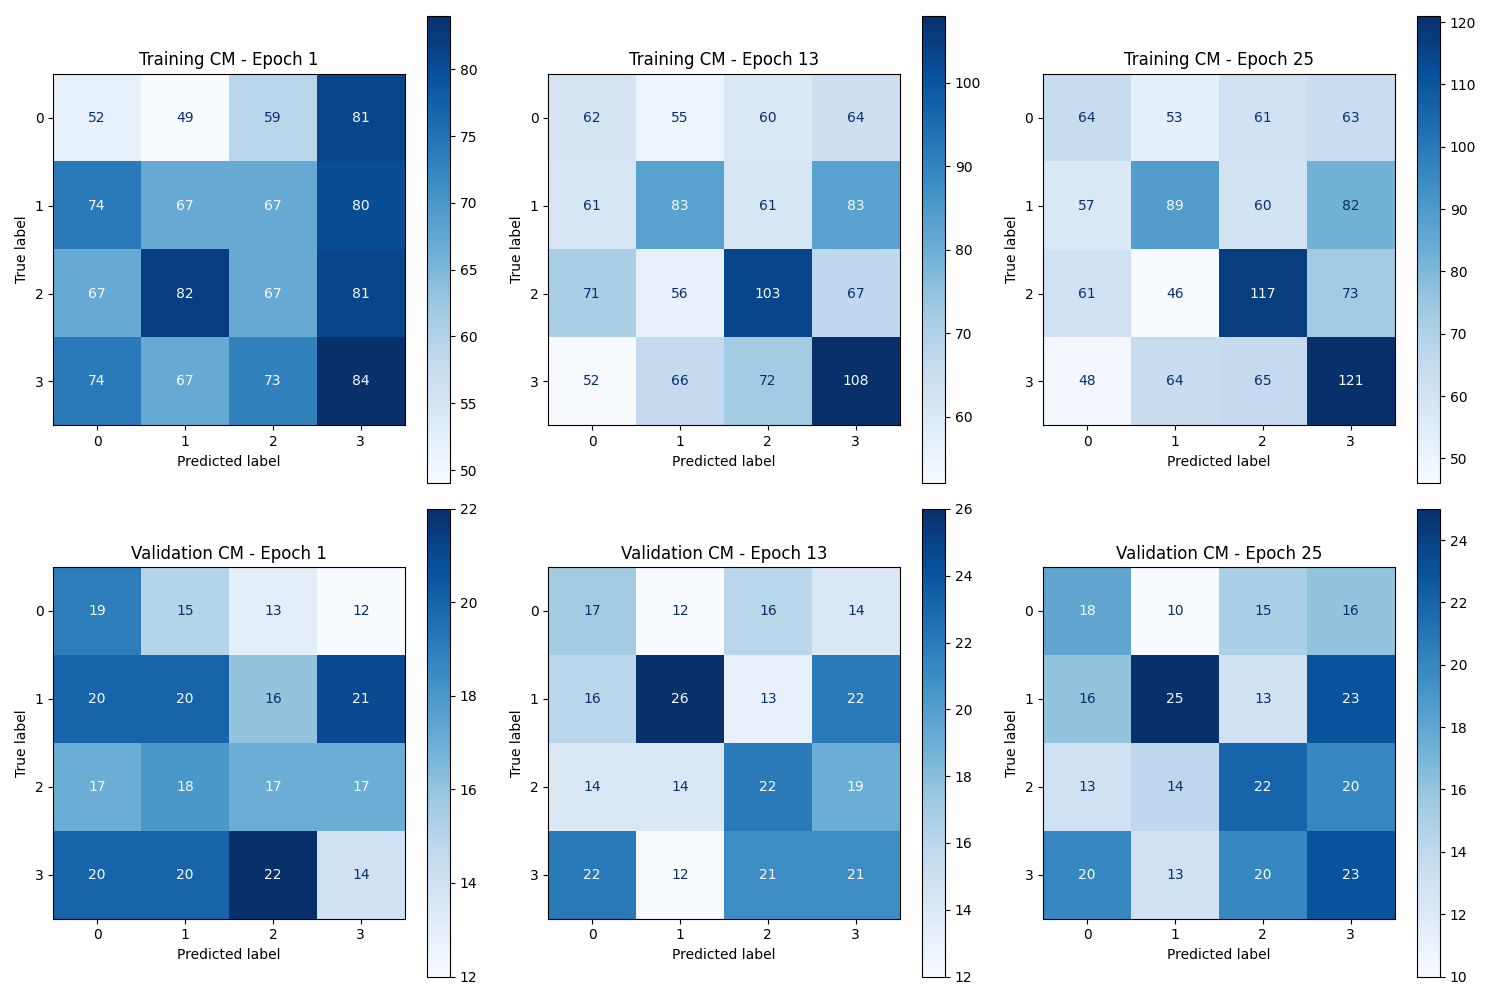 Training CM - Epoch 1
True label
0 52 49 59 81
1 74 67 67 80
2 67 82 67 81
3 74 67 73 84
0 1 2 3
Predicted label
80
75
70
65
60
55
50
Training CM - Epoch 13
True label
0 62 55 60 64
1 61 83 61 83
2 71 56 103 67
3 52 66 72 108
0 1 2 3
Predicted label
100
90
80
70
60
Training CM - Epoch 25
True label
0 64 53 61 63
1 57 89 60 82
2 61 46 117 73
3 48 64 65 121
0 1 2 3
Predicted label
120
110
100
90
80
70
60
50
Validation CM - Epoch 1
True label
0 19 15 13 12
1 20 20 16 21
2 17 18 17 17
3 20 20 22 14
0 1 2 3
Predicted label
22
20
18
16
14
12
Validation CM - Epoch 13
True label
0 17 12 16 14
1 16 26 13 22
2 14 14 22 19
3 22 12 21 21
0 1 2 3
Predicted label
26
24
22
20
18
16
14
12
Validation CM - Epoch 25
True label
0 18 10 15 16
1 16 25 13 23
2 13 14 22 20
3 20 13 20 23
0 1 2 3
Predicted label
24
22
20
18
16
14
12
10